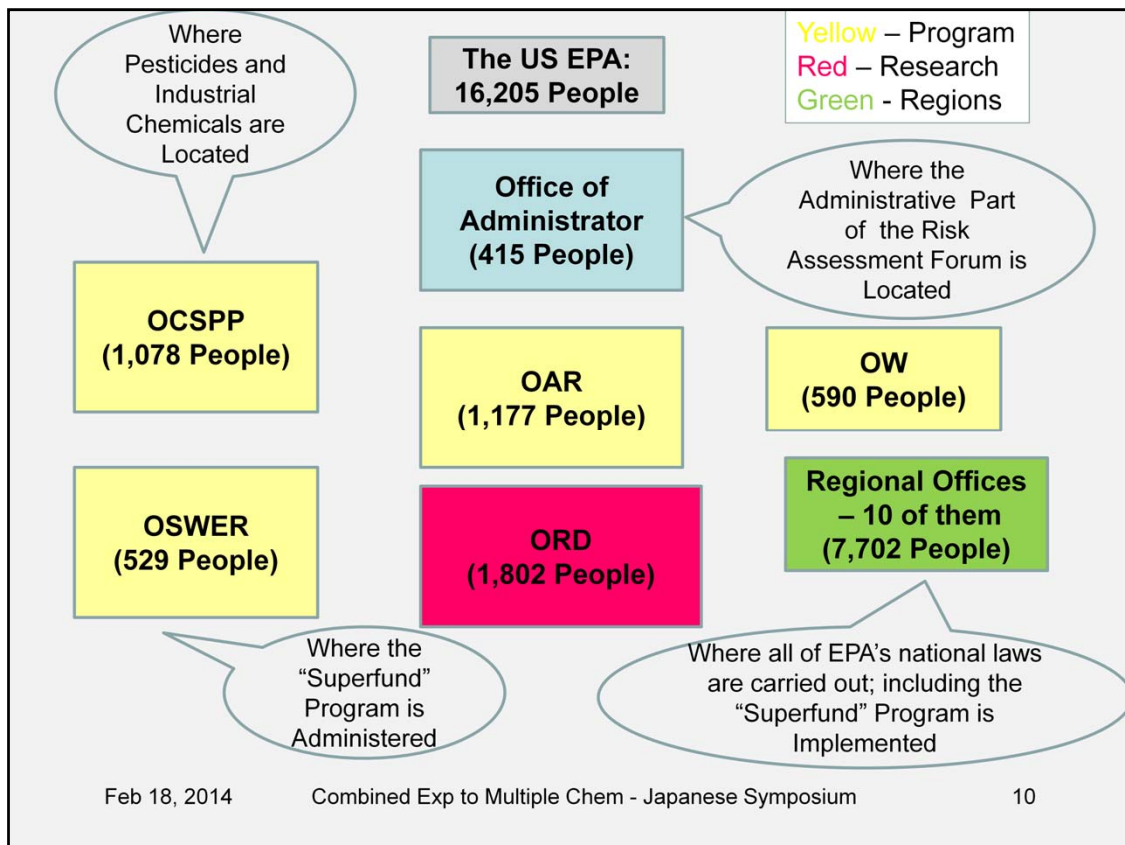 Where
Pesticides and
Industrial
Chemicals are
Located
The US EPA:
16,205 People
Yellow – Program
Red – Research
Green - Regions
Office of
Administrator
(415 People)
Where the
Administrative Part
of the Risk
Assessment Forum is
Located
OCSPP
(1,078 People)
OAR
(1,177 People)
OW
(590 People)
OSWER
(529 People)
ORD
(1,802 People)
Regional Offices
– 10 of them
(7,702 People)
Where the
“Superfund”
Program is
Administered
Where all of EPA’s national laws
are carried out; including the
“Superfund” Program is
Implemented
Feb 18, 2014 Combined Exp to Multiple Chem - Japanese Symposium 10